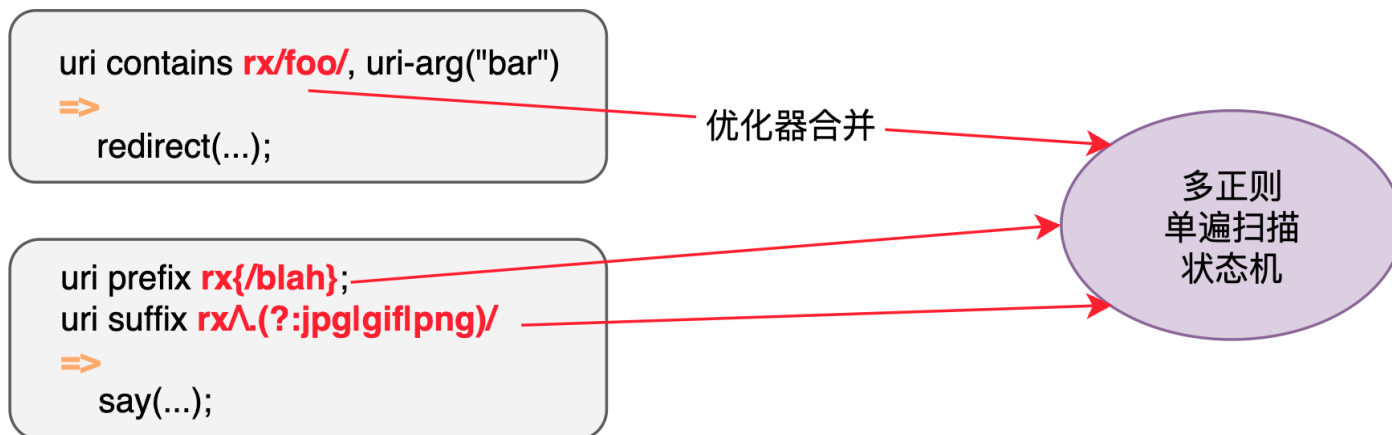 uri contains rx/foo/, uri-arg("bar")
=>
redirect(...);
优化器合并
uri prefix rx{/blah};
uri suffix rx/\.(?:jpg|gif|png)/
=>
say(...);
多正则
单遍扫描
状态机